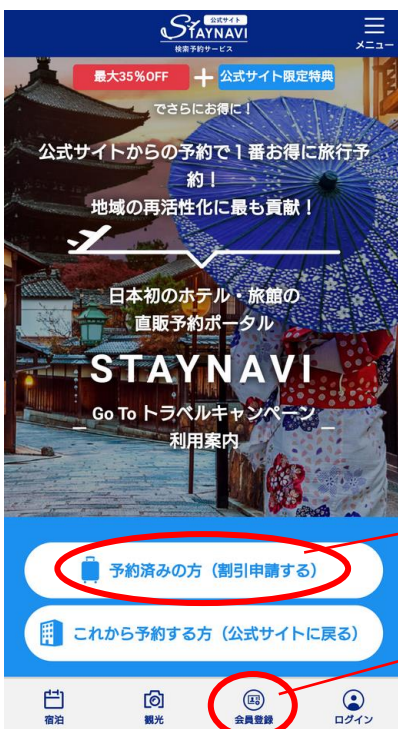 公式サイト
STAYNAVI
検索予約サービス
メニュー
最大35%OFF
公式サイト限定特典
でさらにお得に！
公式サイトからの予約で１番お得に旅行予
約！
地域の再活性化に最も貢献！
日本初のホテル・旅館の
直販予約ポータル
STAYNAVI
Go To トラベルキャンペーン
利用案内
予約済みの方（割引申請する）
これから予約する方（公式サイトに戻る）
宿泊
観光
会員登録
ログイン